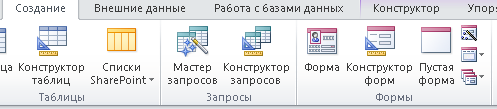 Создание Внешние данные Работа с базами данных Конструктор
Конструктор таблиц
Списки SharePoint
Таблицы
Мастер запросов
Конструктор запросов
Запросы
Форма
Конструктор форм
Пустая форма
Формы